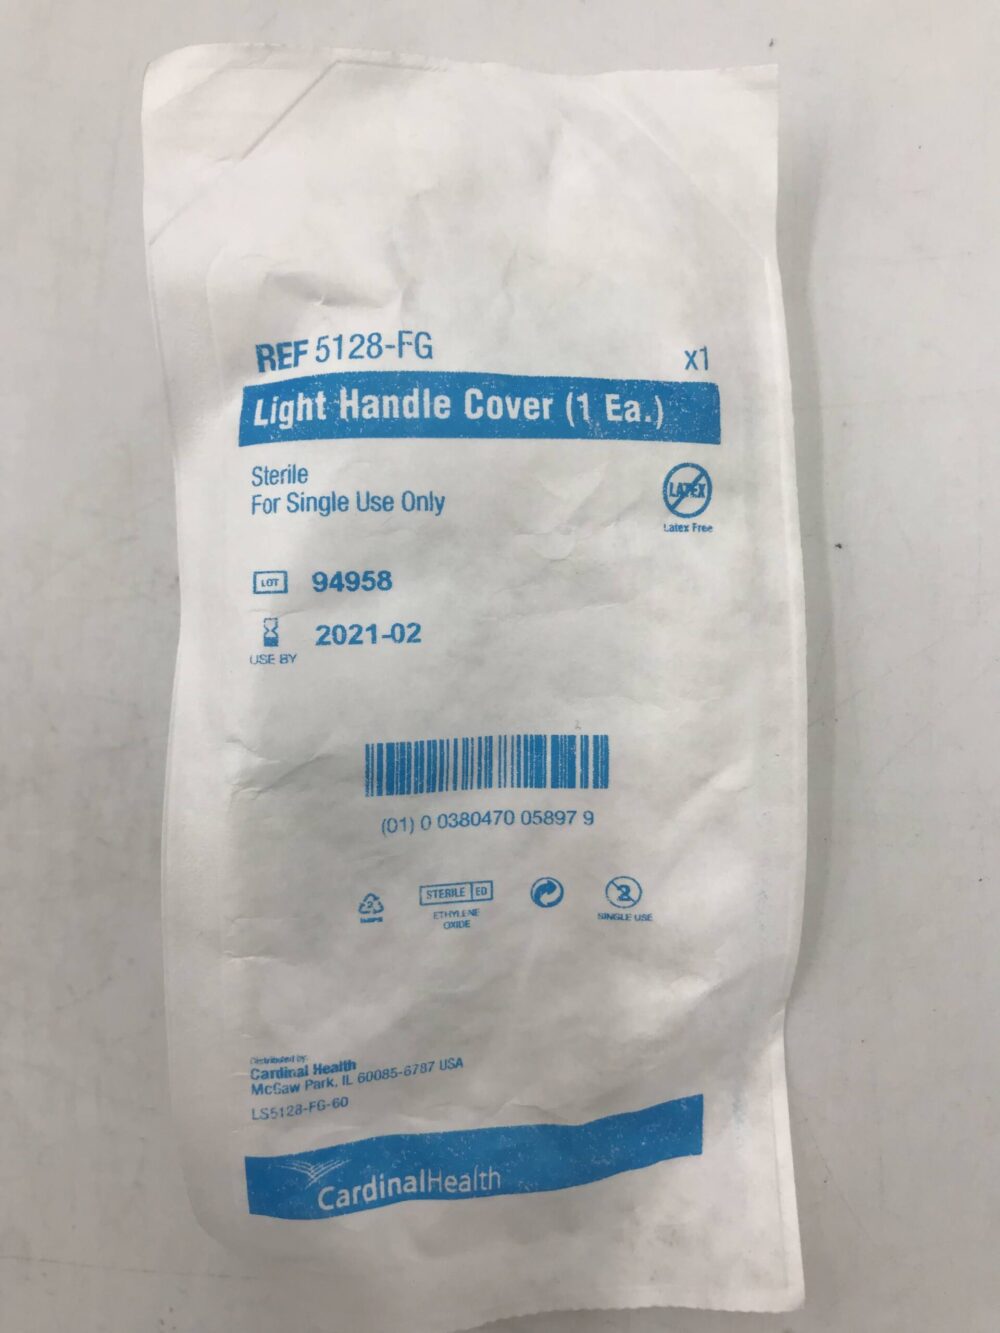 REF 5128-FG
x1
Light Handle Cover (1 Ea.)
Sterile
For Single Use Only
LATEX
Latex Free
LOT 94958
2021-02
USE BY
(01) 0 0380470 05897 9
2
STERILE EO
ETHYLENE
OXIDE
2
SINGLE USE
Distributed by:
Cardinal Health
McGaw Park, IL 60085-6787 USA
LS5128-FG-60
CardinalHealth